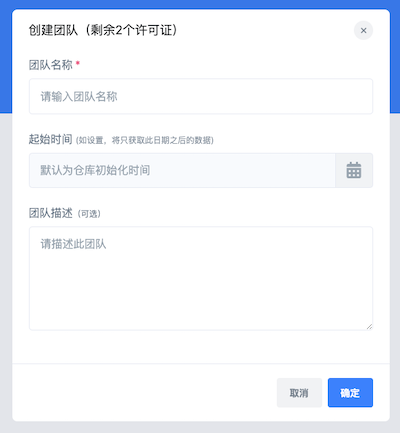 创建团队（剩余2个许可证）
团队名称 *
请输入团队名称
起始时间 (如设置，将只获取此日期之后的数据)
默认为仓库初始化时间
团队描述 (可选)
请描述此团队
取消 确定